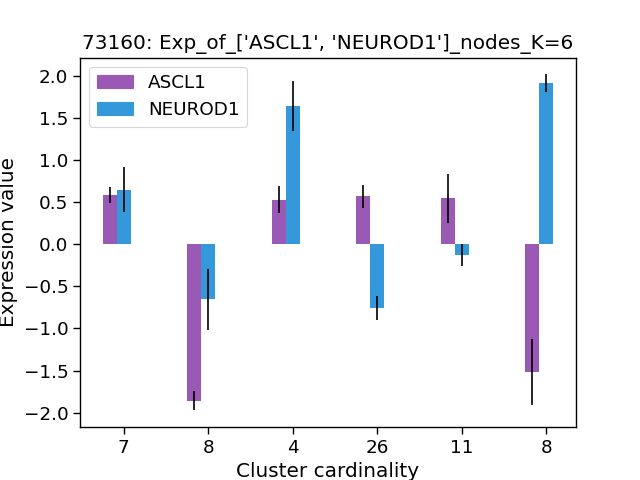 73160: Exp_of_['ASCL1', 'NEUROD1']_nodes_K=6
ASCL1
NEUROD1
2.0
1.5
1.0
0.5
0.0
−0.5
−1.0
−1.5
−2.0
Expression value
7 8 4 26 11 8
Cluster cardinality